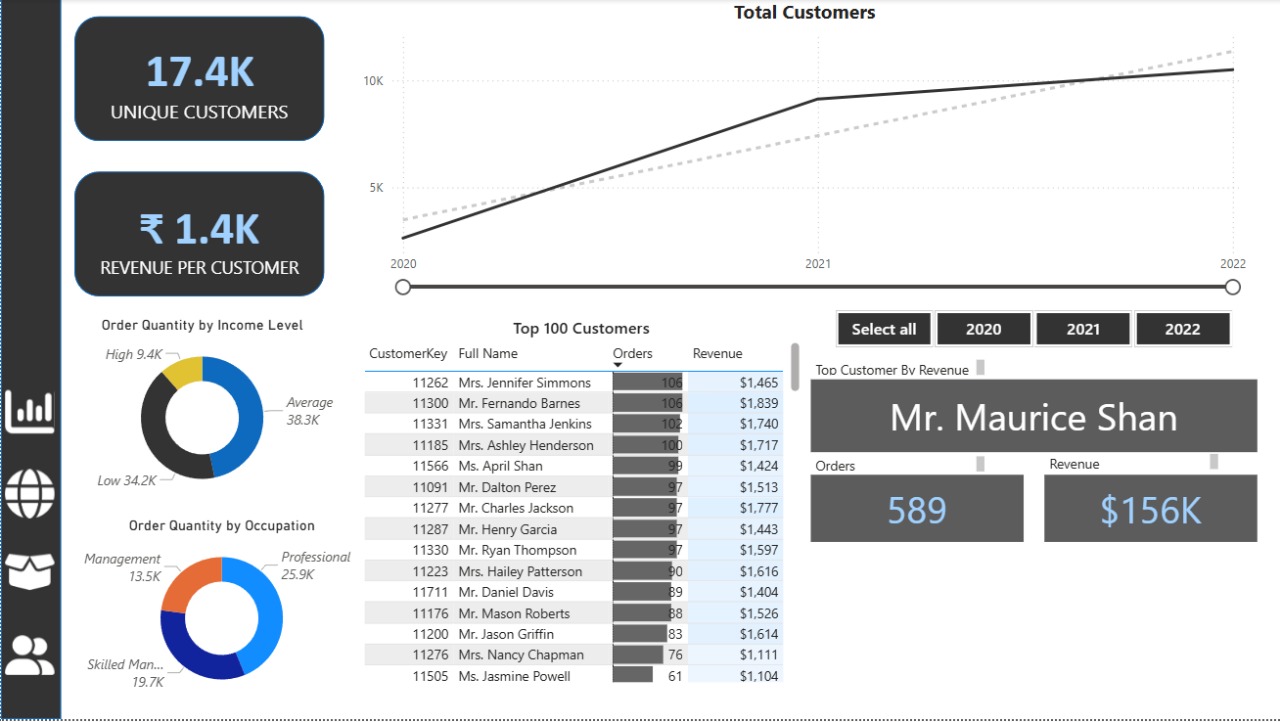 17.4K
UNIQUE CUSTOMERS
₹ 1.4K
REVENUE PER CUSTOMER
Total Customers
10K
5K
2020 2021 2022
Order Quantity by Income Level
High 9.4K
Average
38.3K
Low 34.2K
Order Quantity by Occupation
Management
13.5K
Professional
25.9K
Skilled Man...
19.7K
Top 100 Customers
CustomerKey Full Name Orders Revenue
11262 Mrs. Jennifer Simmons 106 $1,465
11300 Mr. Fernando Barnes 106 $1,839
11331 Mrs. Samantha Jenkins 102 $1,740
11185 Mrs. Ashley Henderson 100 $1,717
11566 Ms. April Shan 99 $1,424
11091 Mr. Dalton Perez 97 $1,513
11277 Mr. Charles Jackson 97 $1,777
11287 Mr. Henry Garcia 97 $1,443
11330 Mr. Ryan Thompson 97 $1,597
11223 Mrs. Hailey Patterson 90 $1,616
11711 Mr. Daniel Davis 89 $1,404
11176 Mr. Mason Roberts 88 $1,526
11200 Mr. Jason Griffin 83 $1,614
11276 Mrs. Nancy Chapman 76 $1,111
11505 Ms. Jasmine Powell 61 $1,104
Select all 2020 2021 2022
Top Customer By Revenue
Mr. Maurice Shan
Orders
589
Revenue
$156K